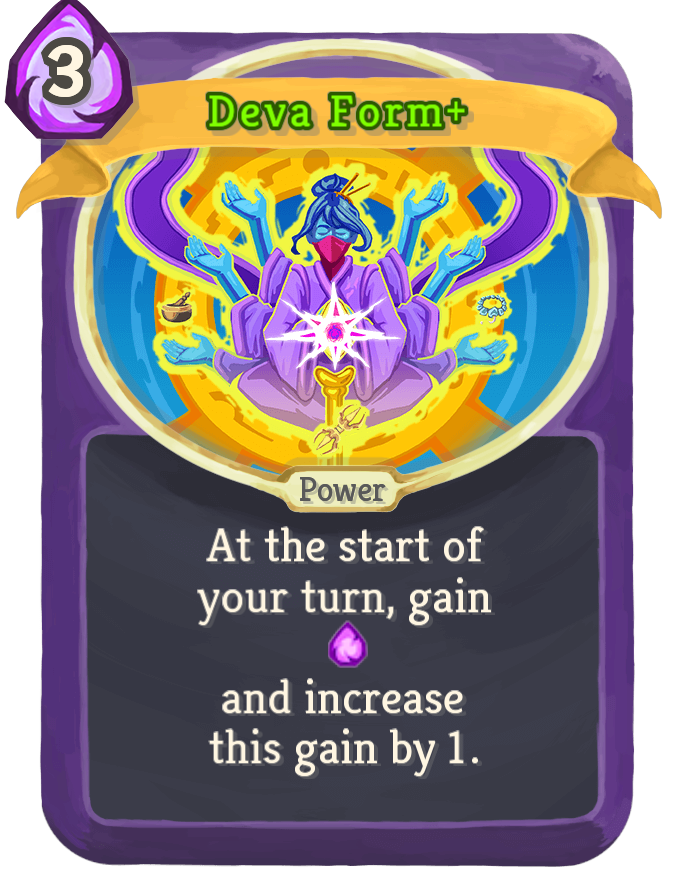 3
Deva Form+
Power
At the start of
your turn, gain
and increase
this gain by 1.